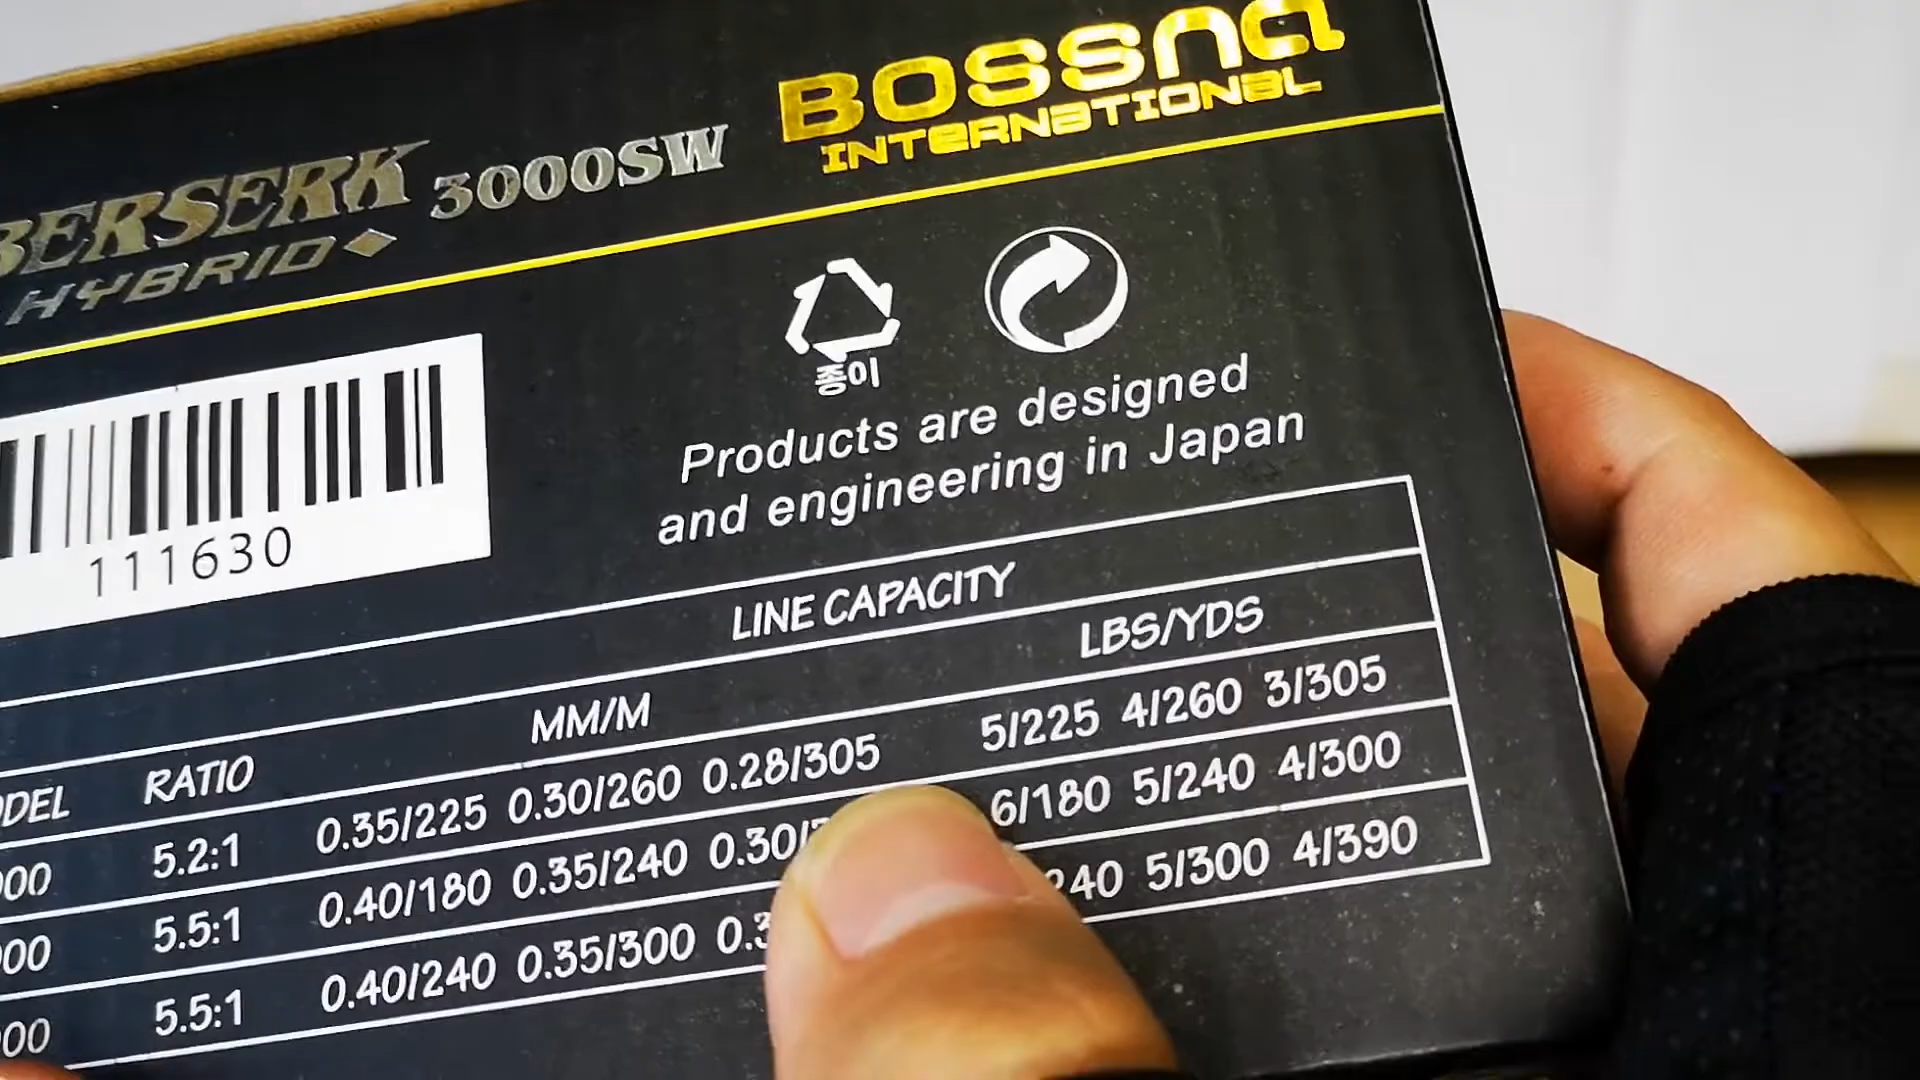 BOSSNA
INTERNATIONAL
BERSERK 3000SW
HYBRID
종이
Products are designed
and engineering in Japan
111630
LINE CAPACITY
RATIO MM/M LBS/YDS
5.2:1 0.35/225 0.30/260 0.28/305 5/225 4/260 3/305
5.5:1 0.40/180 0.35/240 6/180 5/240 4/300
5.5:1 0.40/240 0.35/300 5/300 4/390